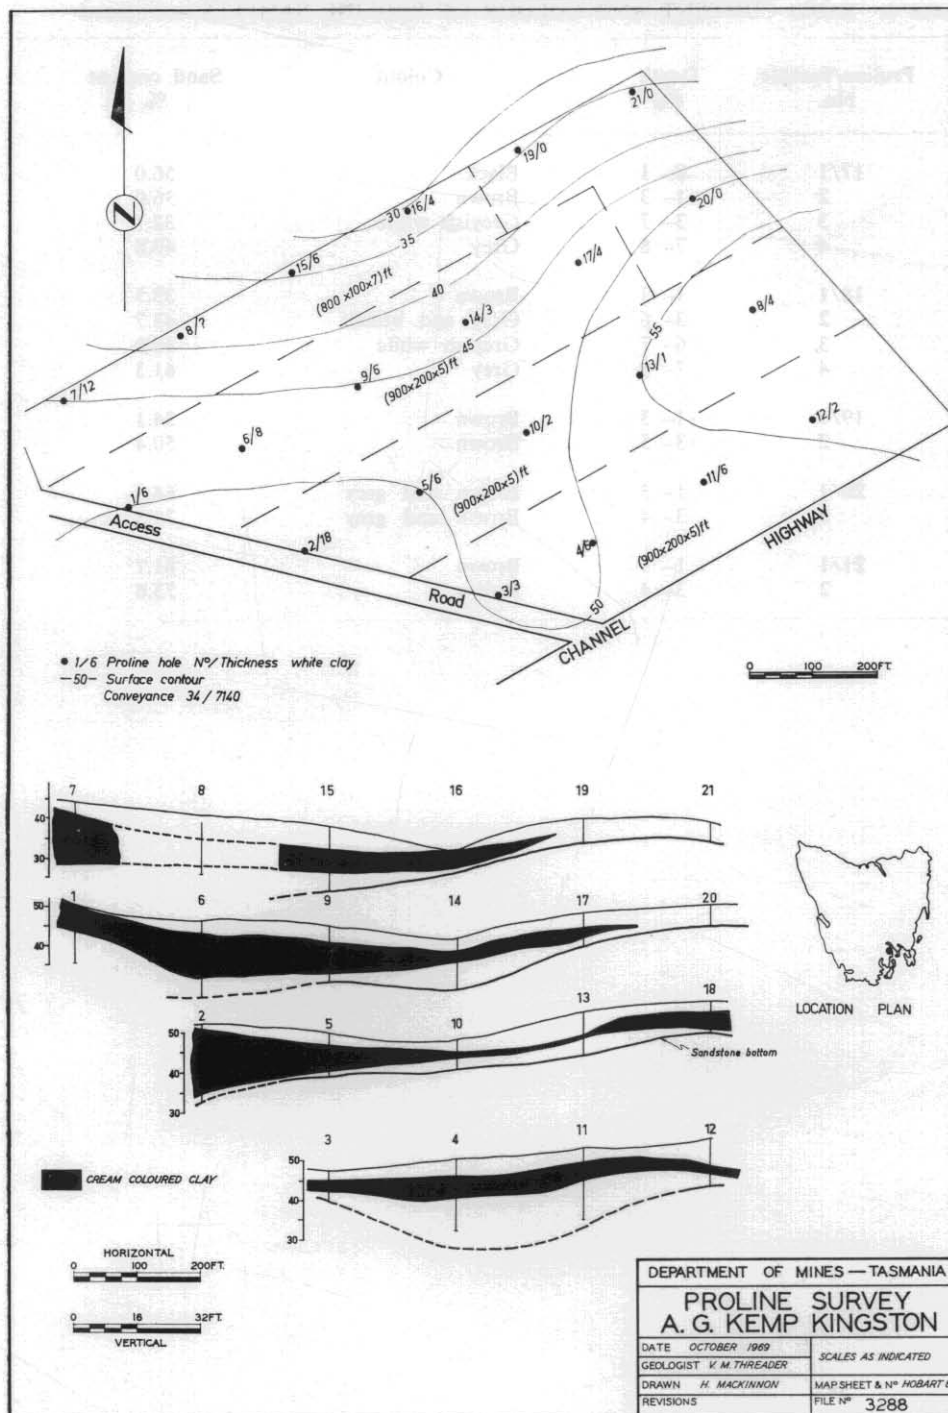 Z
21/0
19/0
20/0
30
16/4
35
15/6
17/4
(800 x100x7)ft
40
8/?
14/3
8/4
45
55
7/12
9/6
(900x200x5)ft
13/1
12/2
10/2
6/8
11/6
5/6
(900x200x5)ft
1/6
Access
HIGHWAY
2/18
4/6
(900x200x5)ft
3/3
Road
50
CHANNEL
1/6 Proline hole Nº/Thickness white clay
—50— Surface contour
Conveyance 34/7140
0 100 200FT.
7 8 15 16 19 21
40
30
1 6 9 14 17 20
50
40
2 5 10 13 18
50
40
30
Sandstone bottom
LOCATION PLAN
3 4 11 12
50
40
30
CREAM COLOURED CLAY
HORIZONTAL
0 100 200FT.
0 16 32FT.
VERTICAL
DEPARTMENT OF MINES — TASMANIA
PROLINE SURVEY
A. G. KEMP KINGSTON
DATE OCTOBER 1969
SCALES AS INDICATED
GEOLOGIST V. M. THREADER
DRAWN H. MACKINNON
MAP SHEET & Nº HOBART
REVISIONS
FILE Nº 3288